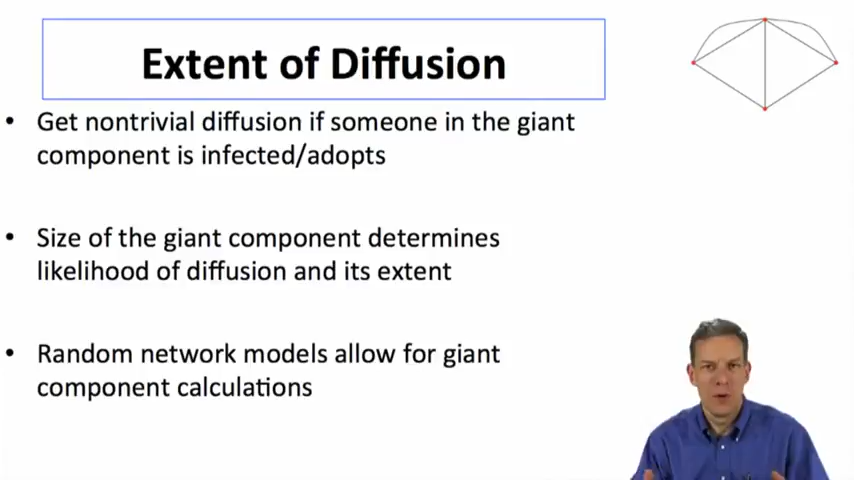 Extent of Diffusion
• Get nontrivial diffusion if someone in the giant
component is infected/adopts
• Size of the giant component determines
likelihood of diffusion and its extent
• Random network models allow for giant
component calculations